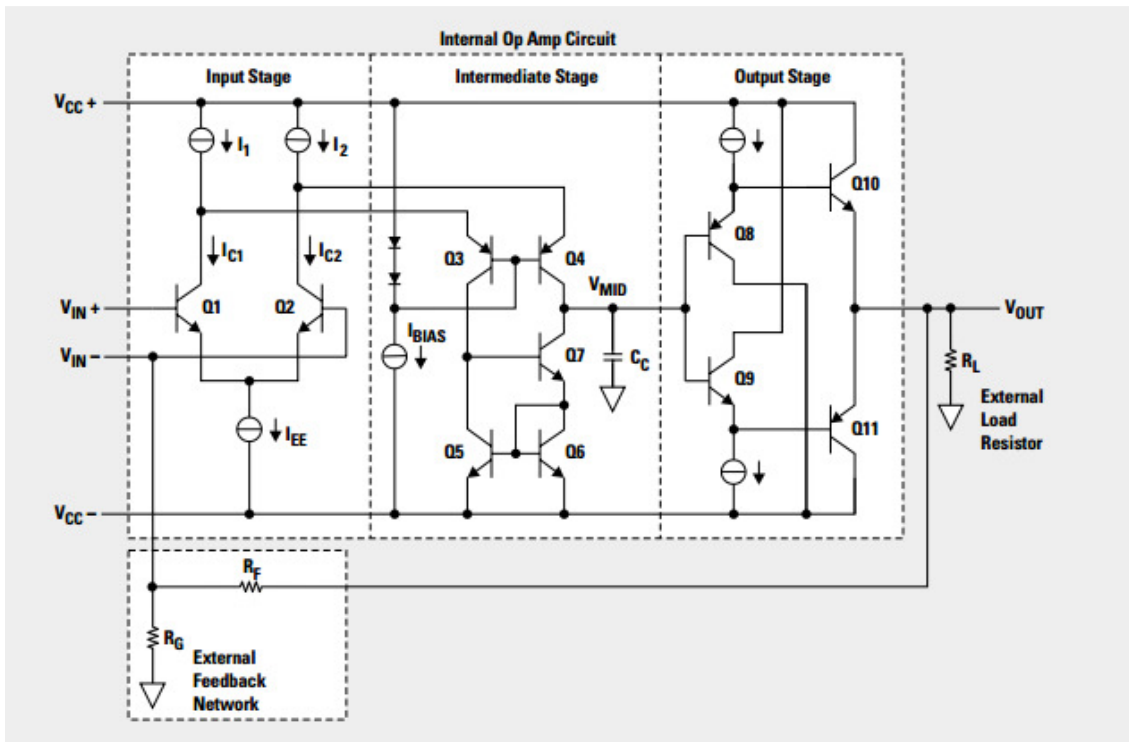 Internal Op Amp Circuit
Input Stage
Intermediate Stage
Output Stage
VCC +
I1
I2
Q10
IC1
IC2
Q3
Q4
Q8
VMID
VIN +
Q1
Q2
VOUT
IBIAS
VIN −
Q7
CC
Q9
RL
External
Load
Resistor
IEE
Q5
Q6
Q11
VCC −
RF
RG
External
Feedback
Network